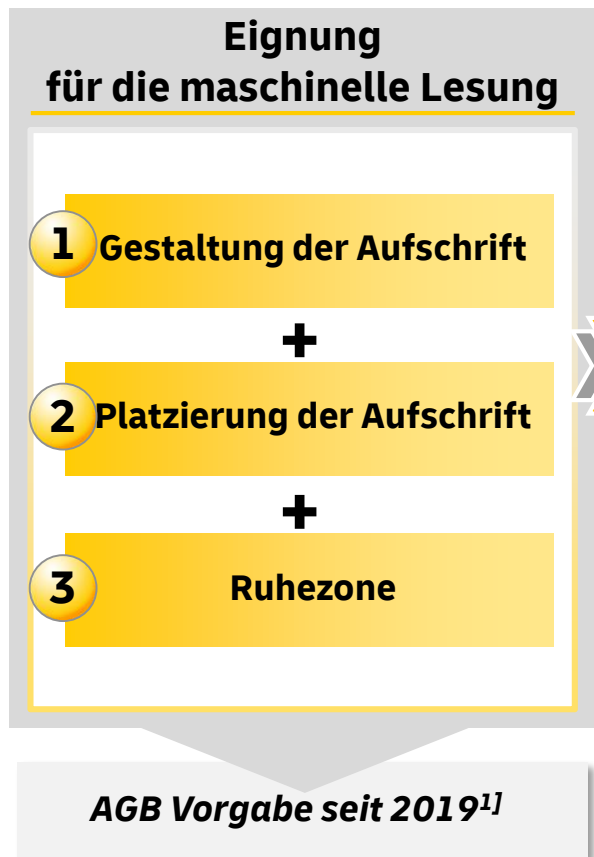 Eignung
für die maschinelle Lesung
1 Gestaltung der Aufschrift
+
2 Platzierung der Aufschrift
+
3 Ruhezone
AGB Vorgabe seit 2019¹]